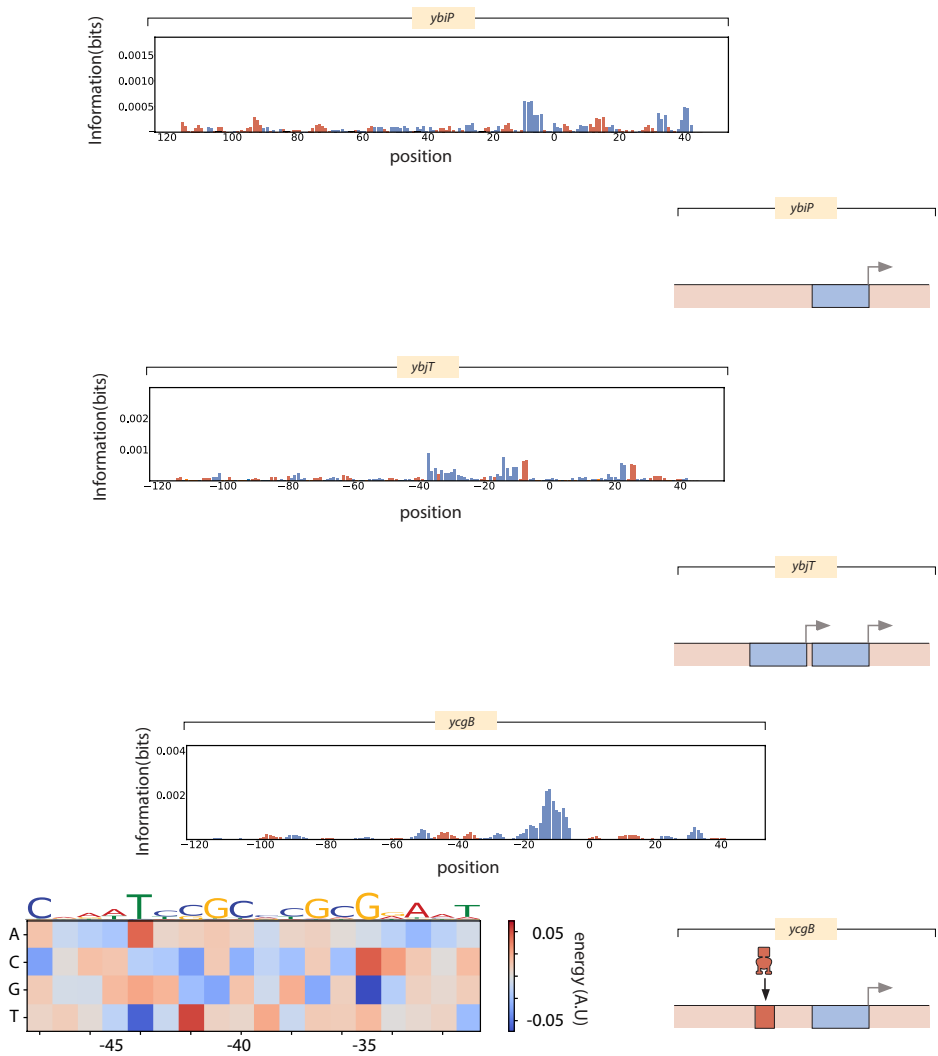 ybiP
Information(bits)
0.0015
0.0010
0.0005
120 100 80 60 40 20 0 20 40
position
ybiP
ybjT
Information(bits)
0.002
0.001
−120 −100 −80 −60 −40 −20 0 20 40
position
ybjT
ycgB
Information(bits)
0.004
0.002
−120 −100 −80 −60 −40 −20 0 20 40
position
A
C
G
T
-45 -40 -35
0.05
-0.05
energy (A.U)
ycgB